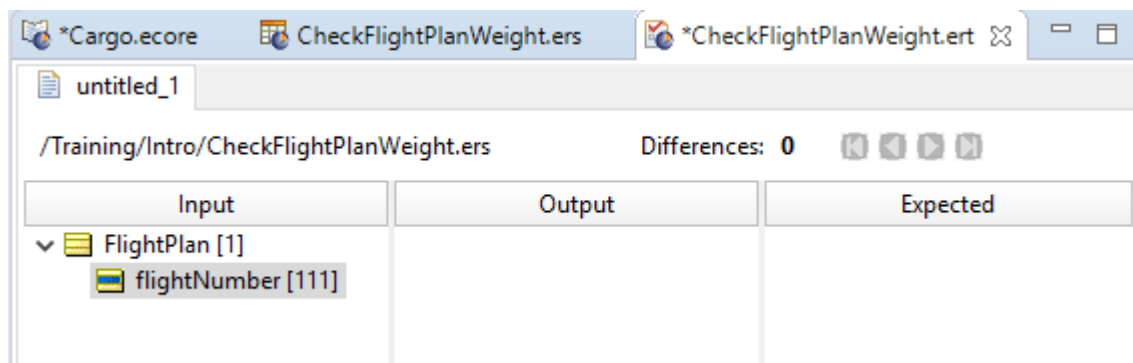 *Cargo.ecore CheckFlightPlanWeight.ers *CheckFlightPlanWeight.ert
untitled_1
/Training/Intro/CheckFlightPlanWeight.ers Differences: 0
Input Output Expected
FlightPlan [1]
flightNumber [111]